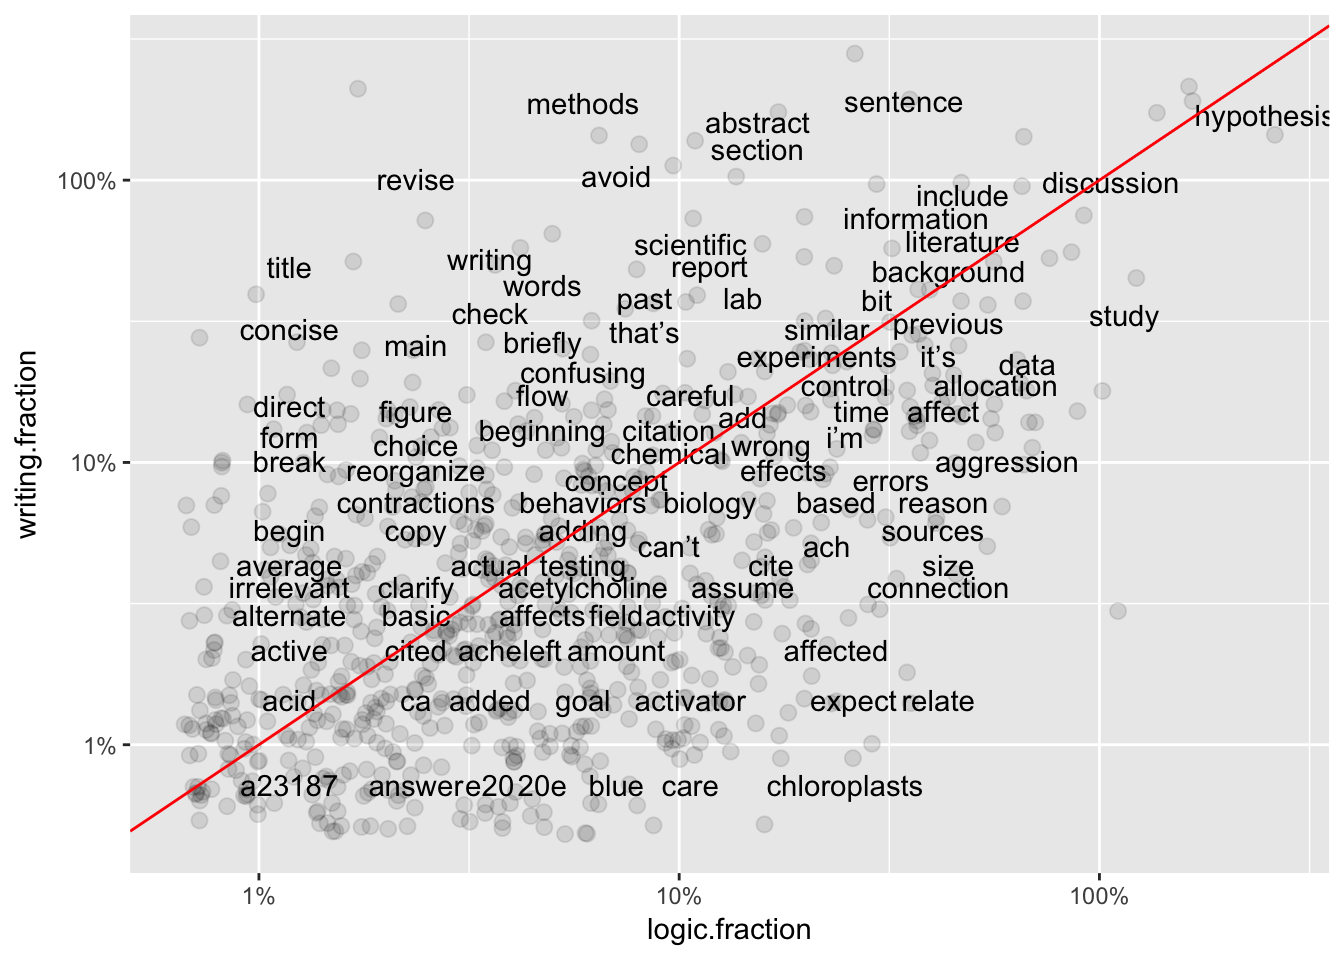 methods
sentence
abstract
hypothesis
section
100%
revise
avoid
discussion
include
information
scientific
literature
writing
title
report
background
words
past
lab
bit
check
study
concise
that's
similar
previous
main
briefly
experiments
it's
data
confusing
control
allocation
flow
careful
direct
figure
add
time
affect
form
choice
beginning
citation
wrong
i'm
chemical
10%
break
reorganize
effects
aggression
concept
errors
contractions
behaviors
biology
based
reason
begin
copy
adding
sources
can't
ach
average
actual
testing
cite
size
irrelevant
clarify
acetylcholine
assume
connection
alternate
basic
affects
field
activity
active
cited
ache
left
amount
affected
acid
ca
added
goal
activator
expect
relate
1%
a23187
answer
e20
20e
blue
care
chloroplasts
writing.fraction
1%
10%
100%
logic.fraction